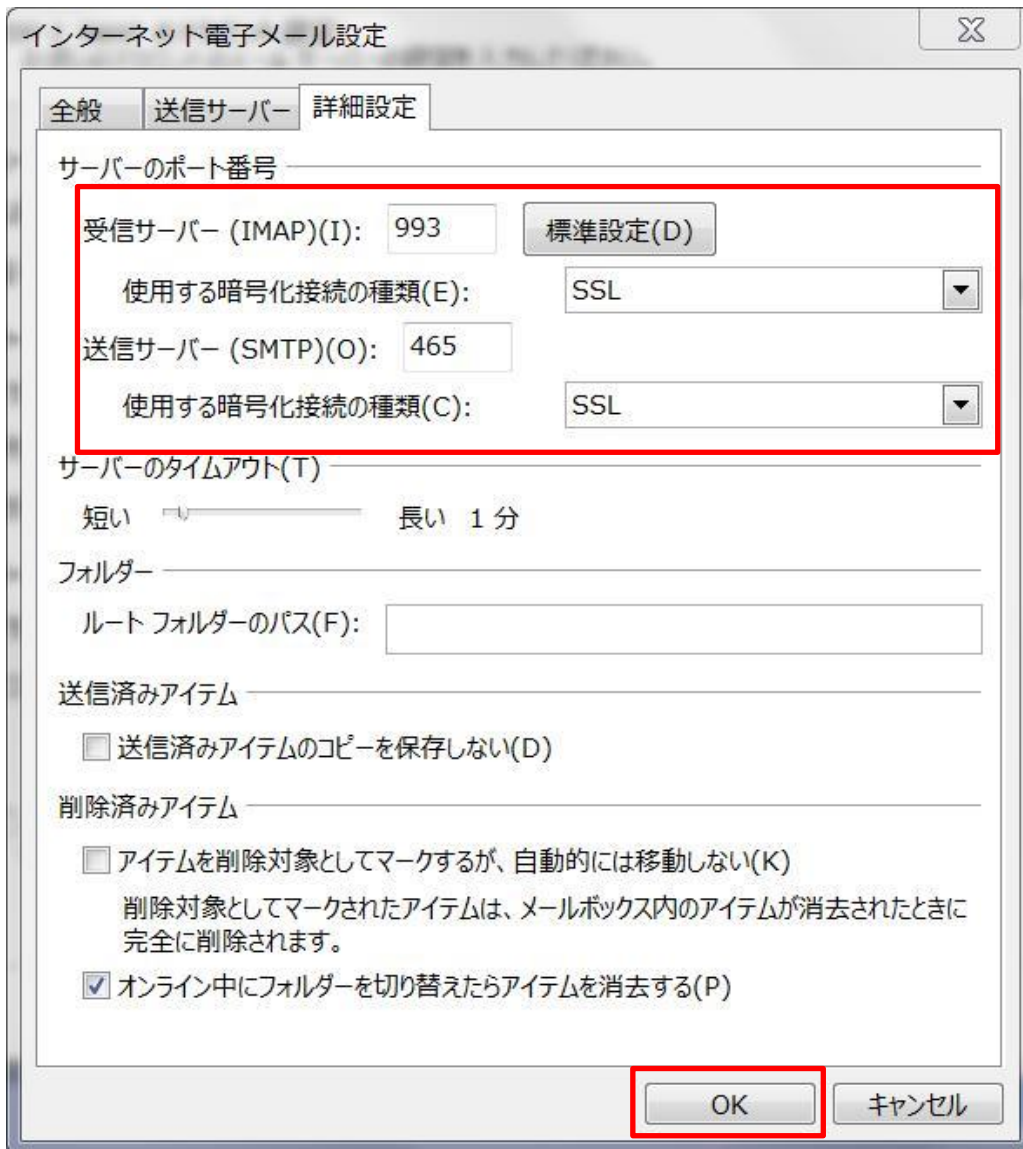 インターネット電子メール設定
全般 送信サーバー 詳細設定
サーバーのポート番号
受信サーバー (IMAP)(I): 993 標準設定(D)
使用する暗号化接続の種類(E): SSL
送信サーバー (SMTP)(O): 465
使用する暗号化接続の種類(C): SSL
サーバーのタイムアウト(T)
短い 長い 1 分
フォルダー
ルート フォルダーのパス(F):
送信済みアイテム
送信済みアイテムのコピーを保存しない(D)
削除済みアイテム
アイテムを削除対象としてマークするが、自動的には移動しない(K)
削除対象としてマークされたアイテムは、メールボックス内のアイテムが消去されたときに
完全に削除されます。
オンライン中にフォルダーを切り替えたらアイテムを消去する(P)
OK キャンセル